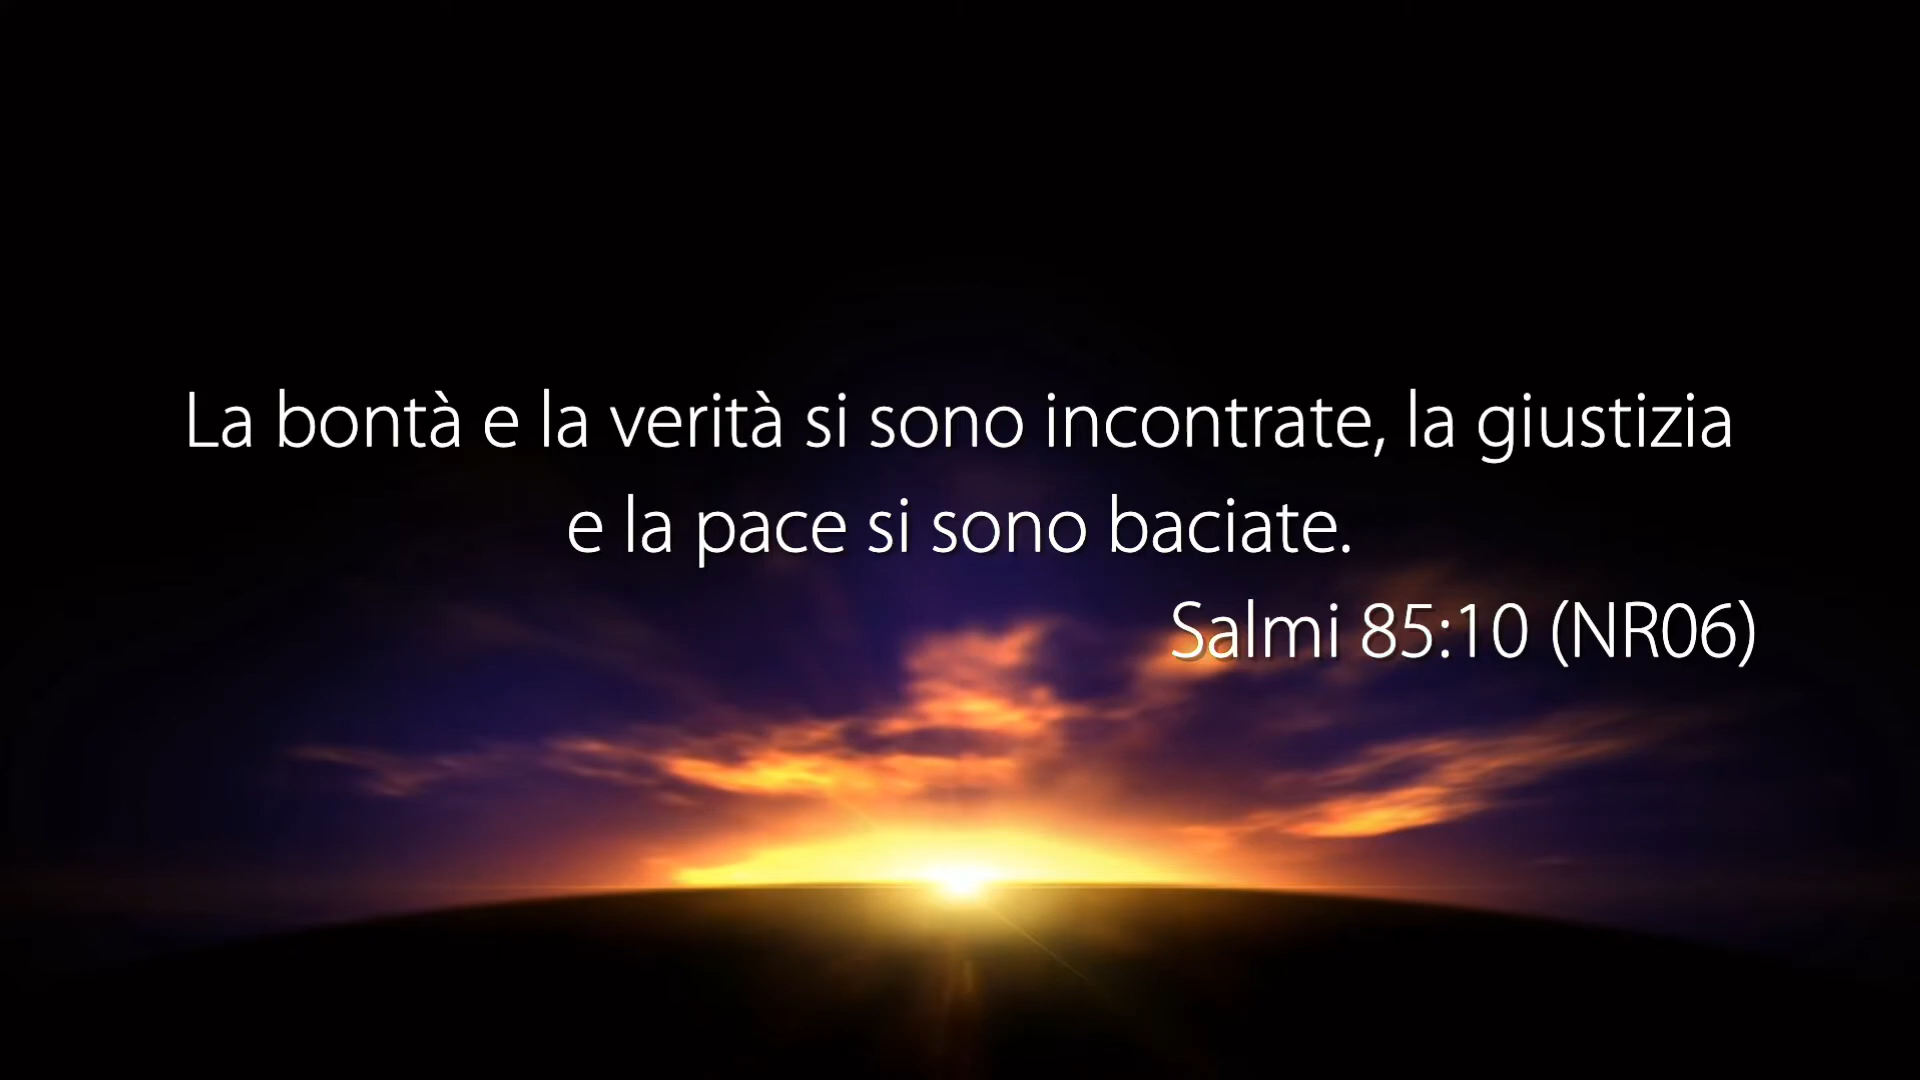 La bontà e la verità si sono incontrate, la giustizia
e la pace si sono baciate.
Salmi 85:10 (NR06)